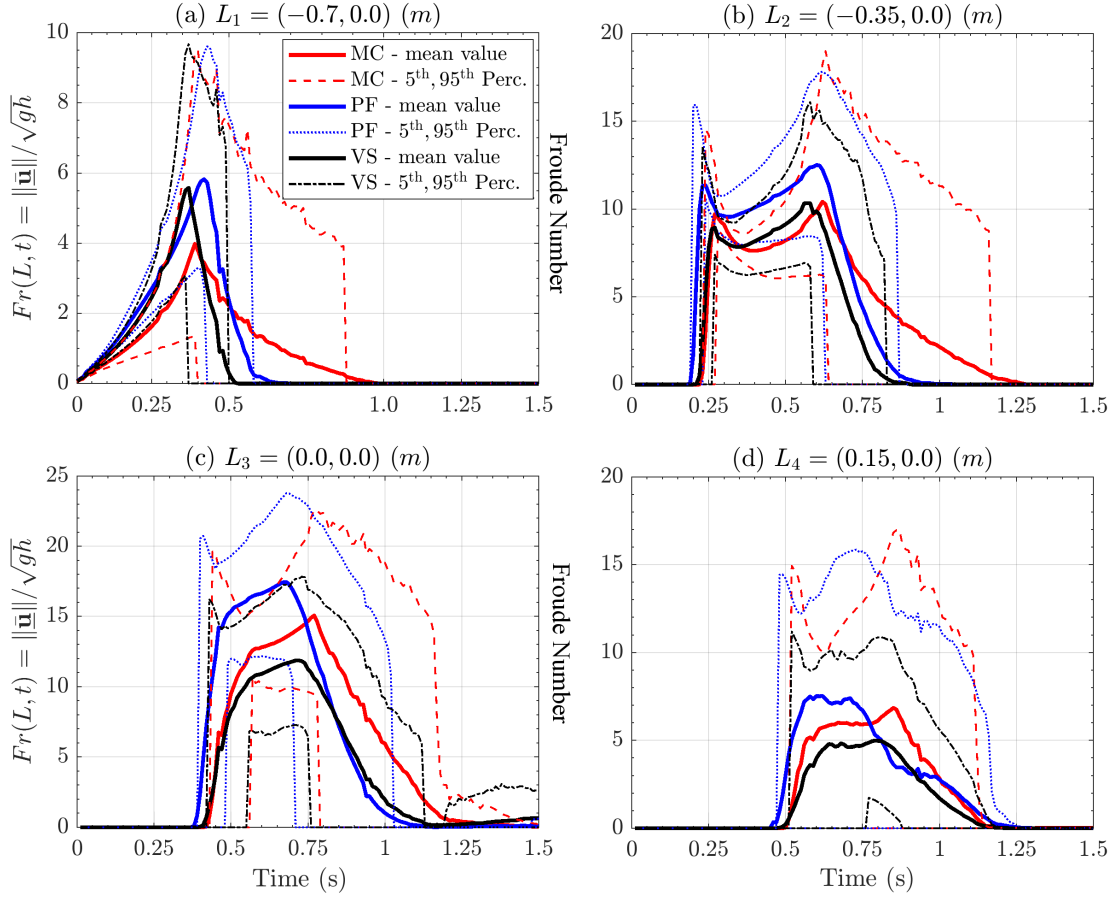 (a) L₁ = (−0.7, 0.0) (m)
(b) L₂ = (−0.35, 0.0) (m)
10
8
6
4
2
0
Fr(L, t) = ||ū||/√gh
MC - mean value
MC - 5th, 95th Perc.
PF - mean value
PF - 5th, 95th Perc.
VS - mean value
VS - 5th, 95th Perc.
0 0.25 0.5 1.0 1.25 1.5
Froude Number
20
15
10
5
0
0 0.25 0.5 0.75 1 1.25 1.5
(c) L₃ = (0.0, 0.0) (m)
(d) L₄ = (0.15, 0.0) (m)
25
20
15
10
5
0
Fr(L, t) = ||ū||/√gh
0 0.25 0.5 0.75 1 1.25 1.5
Time (s)
Froude Number
20
15
10
5
0
0 0.25 0.5 0.75 1 1.25 1.5
Time (s)